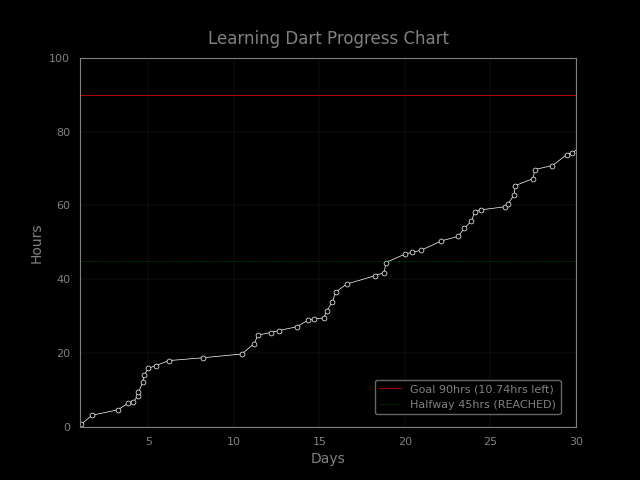 Learning Dart Progress Chart
100
80
60
40
20
0
Hours
5
10
15
20
25
30
Days
Goal 90hrs (10.74hrs left)
Halfway 45hrs (REACHED)